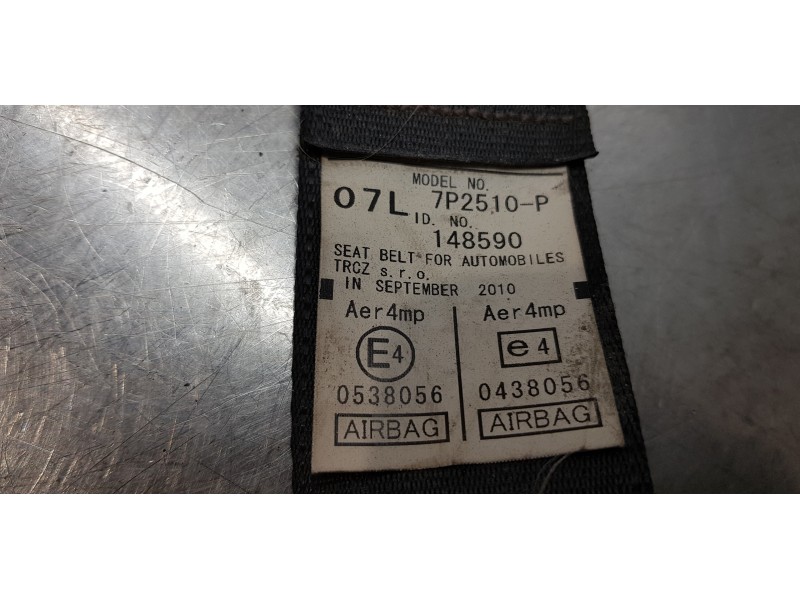 MODEL NO.
07L 7P2510-P
ID. NO.
148590
SEAT BELT FOR AUTOMOBILES
TRCZ s.r.o.
IN SEPTEMBER 2010
Aer4mp Aer4mp
E4 e4
0538056 0438056
AIRBAG AIRBAG